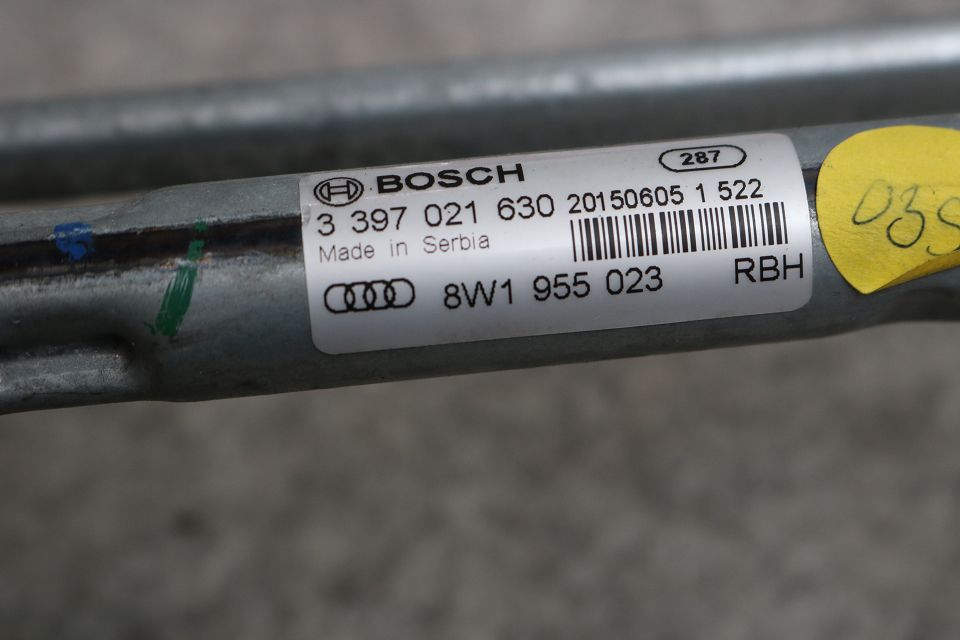 BOSCH 287
3 397 021 630 20150605 1 522
Made in Serbia
8W1 955 023 RBH